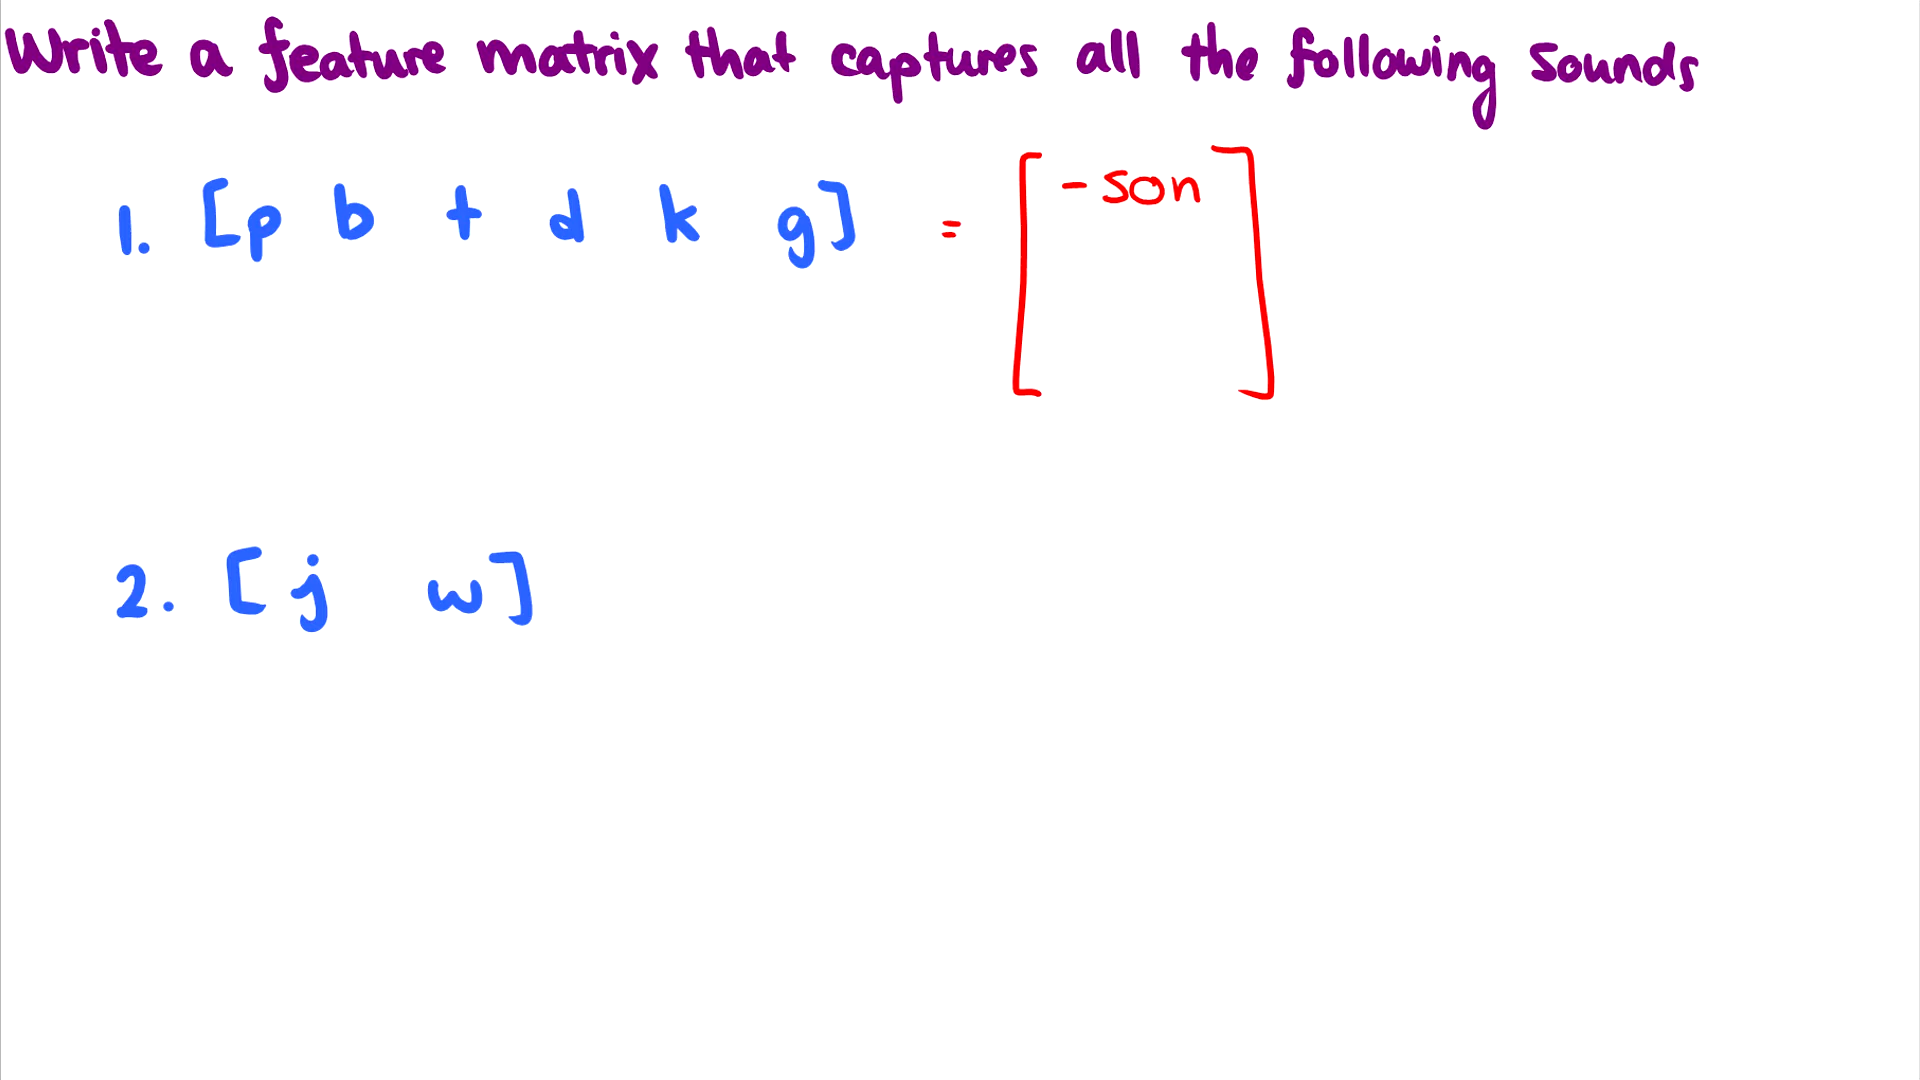 Write a feature matrix that captures all the following sounds
1. [p b t d k g] = [-son]
2. [j w]